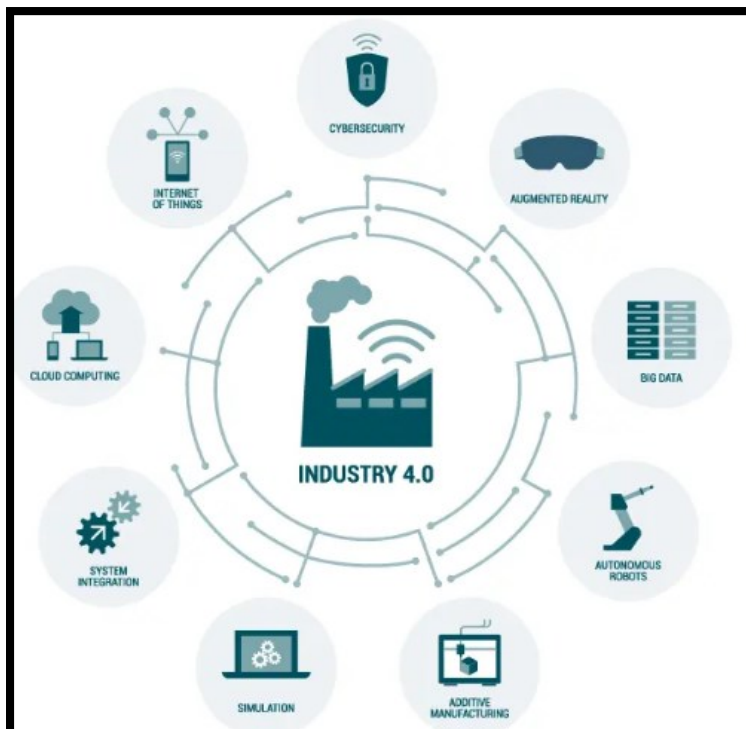 CYBERSECURITY
AUGMENTED REALITY
BIG DATA
AUTONOMOUS
ROBOTS
ADDITIVE
MANUFACTURING
SIMULATION
SYSTEM
INTEGRATION
CLOUD COMPUTING
INTERNET
OF THINGS
INDUSTRY 4.0